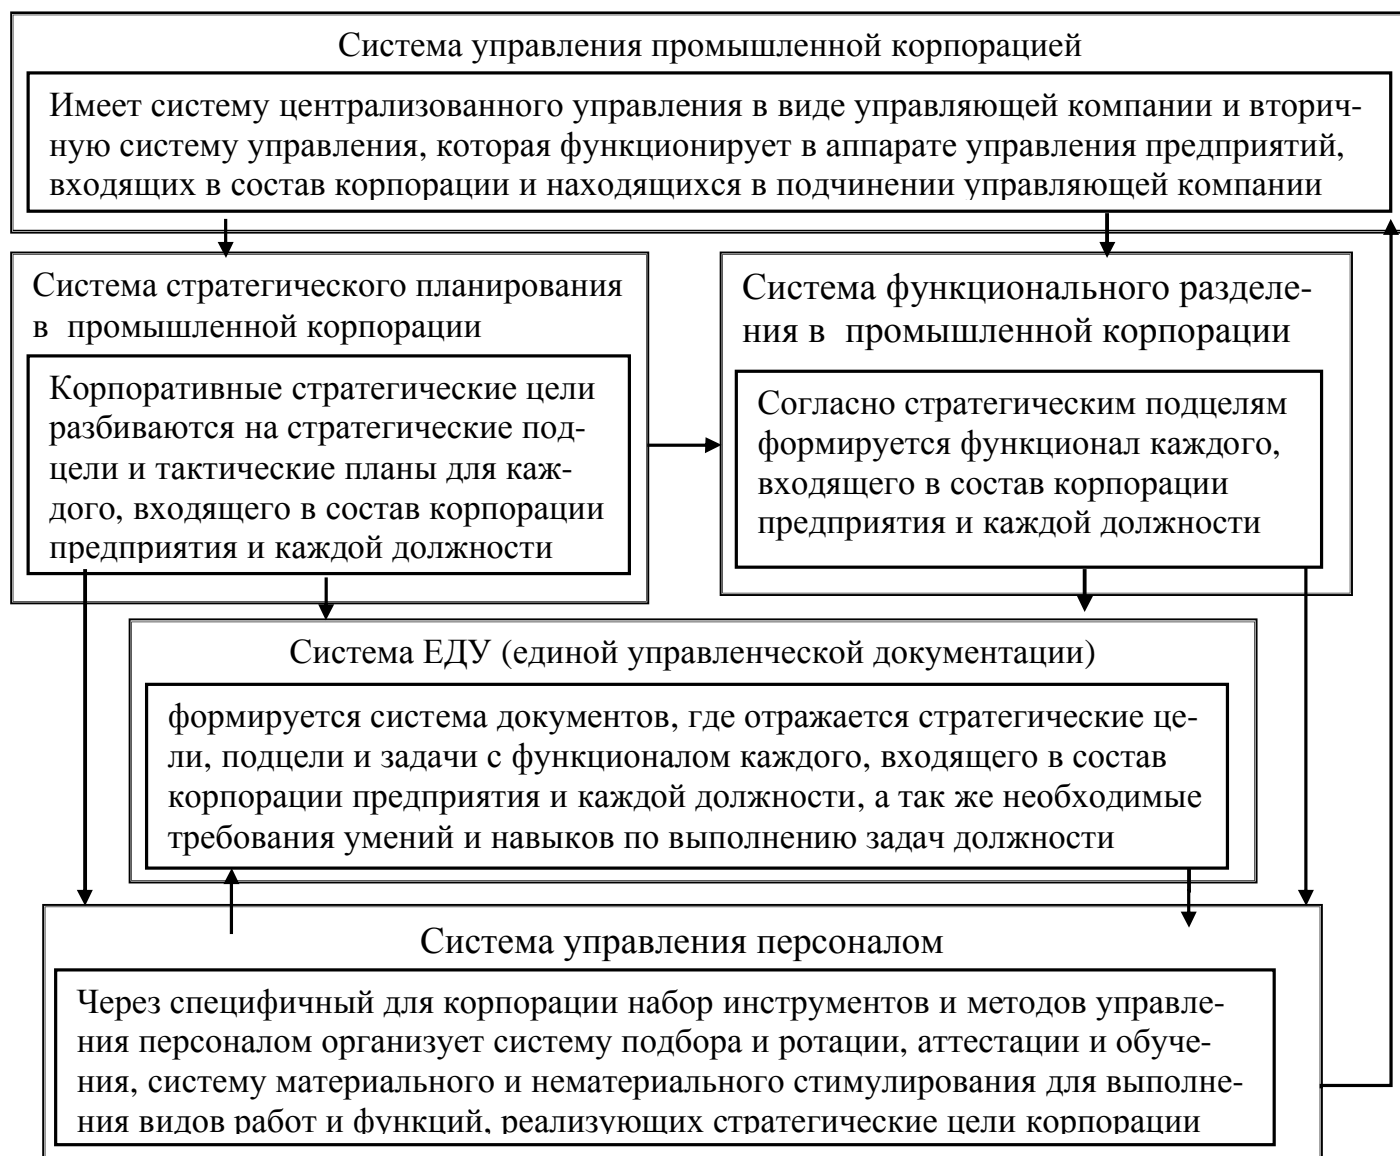 Система управления промышленной корпорацией
Имеет систему централизованного управления в виде управляющей компании и вторич-
ную систему управления, которая функционирует в аппарате управления предприятий,
входящих в состав корпорации и находящихся в подчинении управляющей компании
Система стратегического планирования
в промышленной корпорации
Корпоративные стратегические цели
разбиваются на стратегические под-
цели и тактические планы для каж-
дого, входящего в состав корпорации
предприятия и каждой должности
Система функционального разделе-
ния в промышленной корпорации
Согласно стратегическим подцелям
формируется функционал каждого,
входящего в состав корпорации
предприятия и каждой должности
Система ЕДУ (единой управленческой документации)
формируется система документов, где отражается стратегические це-
ли, подцели и задачи с функционалом каждого, входящего в состав
корпорации предприятия и каждой должности, а так же необходимые
требования умений и навыков по выполнению задач должности
Система управления персоналом
Через специфичный для корпорации набор инструментов и методов управле-
ния персоналом организует систему подбора и ротации, аттестации и обуче-
ния, систему материального и нематериального стимулирования для выполне-
ния видов работ и функций, реализующих стратегические цели корпорации